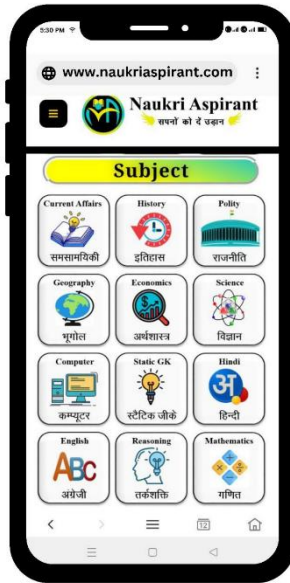 5:30 PM
www.naukriaspirant.com
Naukri Aspirant
सपनों को दें उड़ान
Subject
Current Affairs History Polity
समसामयिकी इतिहास राजनीति
Geography Economics Science
भूगोल अर्थशास्त्र विज्ञान
Computer Static GK Hindi
अ
कम्प्यूटर स्टैटिक जीके हिन्दी
English Reasoning Mathematics
ABC
अंग्रेजी तर्कशक्ति गणित
12